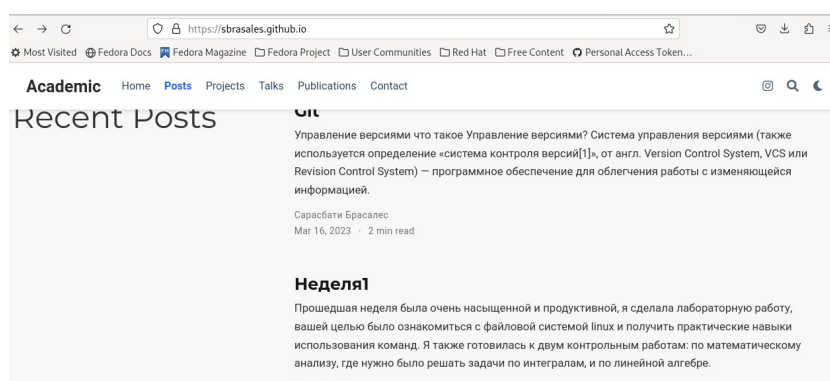 https://sbrasales.github.io
Most Visited Fedora Docs Fedora Magazine Fedora Project User Communities Red Hat Free Content Personal Access Token…
Academic Home Posts Projects Talks Publications Contact
Recent Posts
Git
Управление версиями что такое Управление версиями? Система управления версиями (также
используется определение «система контроля версий[1]», от англ. Version Control System, VCS или
Revision Control System) — программное обеспечение для облегчения работы с изменяющейся
информацией.
Сарасбати Брасалес
Mar 16, 2023 · 2 min read
Неделя1
Прошедшая неделя была очень насыщенной и продуктивной, я сделала лабораторную работу,
вашей целью было ознакомиться с файловой системой linux и получить практические навыки
использования команд. Я также готовилась к двум контрольным работам: по математическому
анализу, где нужно было решать задачи по интегралам, и по линейной алгебре.